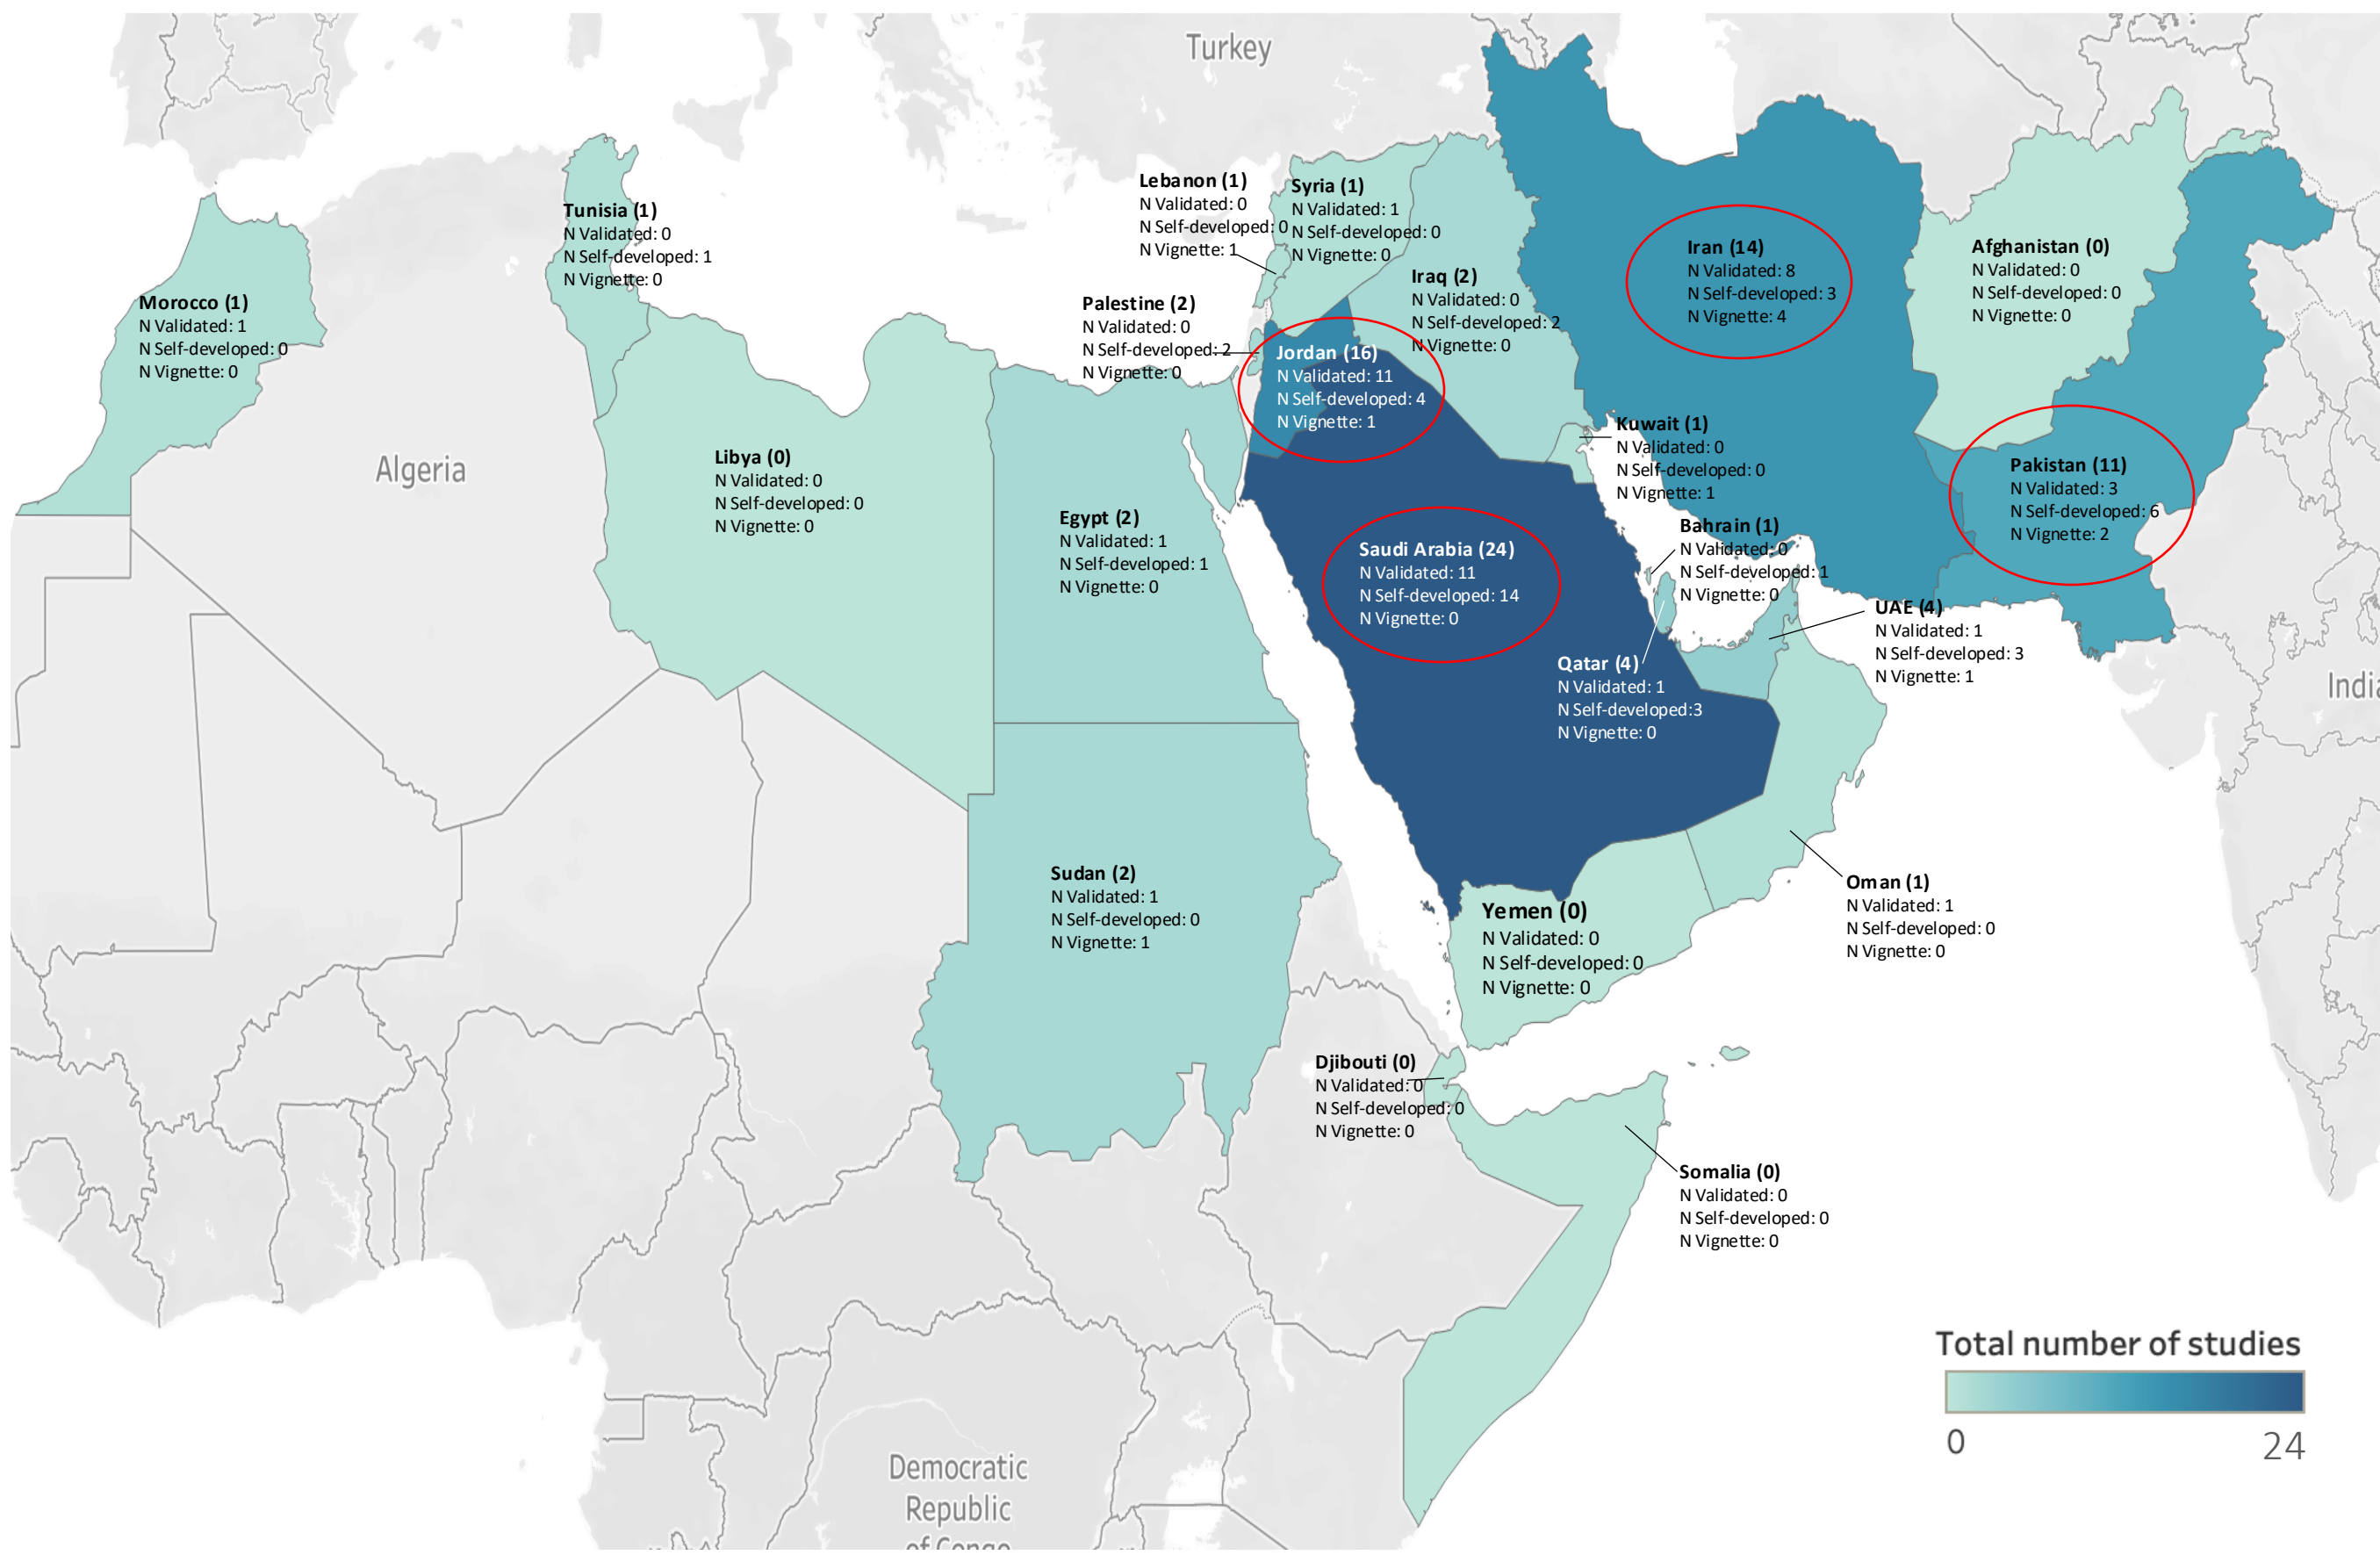 Turkey
Lebanon (1)
N Validated: 0
N Self-developed: 0
N Vignette: 1
Syria (1)
N Validated: 1
N Self-developed: 0
N Vignette: 0
Tunisia (1)
N Validated: 0
N Self-developed: 1
N Vignette: 0
Iran (14)
N Validated: 8
N Self-developed: 3
N Vignette: 4
Afghanistan (0)
N Validated: 0
N Self-developed: 0
N Vignette: 0
Iraq (2)
N Validated: 0
N Self-developed: 2
N Vignette: 0
Morocco (1)
N Validated: 1
N Self-developed: 0
N Vignette: 0
Palestine (2)
N Validated: 0
N Self-developed: 2
N Vignette: 0
Jordan (16)
N Validated: 11
N Self-developed: 4
N Vignette: 1
Kuwait (1)
N Validated: 0
N Self-developed: 0
N Vignette: 1
Algeria
Libya (0)
N Validated: 0
N Self-developed: 0
N Vignette: 0
Pakistan (11)
N Validated: 3
N Self-developed: 6
N Vignette: 2
Egypt (2)
N Validated: 1
N Self-developed: 1
N Vignette: 0
Saudi Arabia (24)
N Validated: 11
N Self-developed: 14
N Vignette: 0
Bahrain (1)
N Validated: 0
N Self-developed: 1
N Vignette: 0
UAE (4)
N Validated: 1
N Self-developed: 3
N Vignette: 1
Qatar (4)
N Validated: 1
N Self-developed:3
N Vignette: 0
India
Sudan (2)
N Validated: 1
N Self-developed: 0
N Vignette: 1
Oman (1)
N Validated: 1
N Self-developed: 0
N Vignette: 0
Yemen (0)
N Validated: 0
N Self-developed: 0
N Vignette: 0
Djibouti (0)
N Validated: 0
N Self-developed: 0
N Vignette: 0
Somalia (0)
N Validated: 0
N Self-developed: 0
N Vignette: 0
Total number of studies
0
24
Democratic
Republic
of Congo